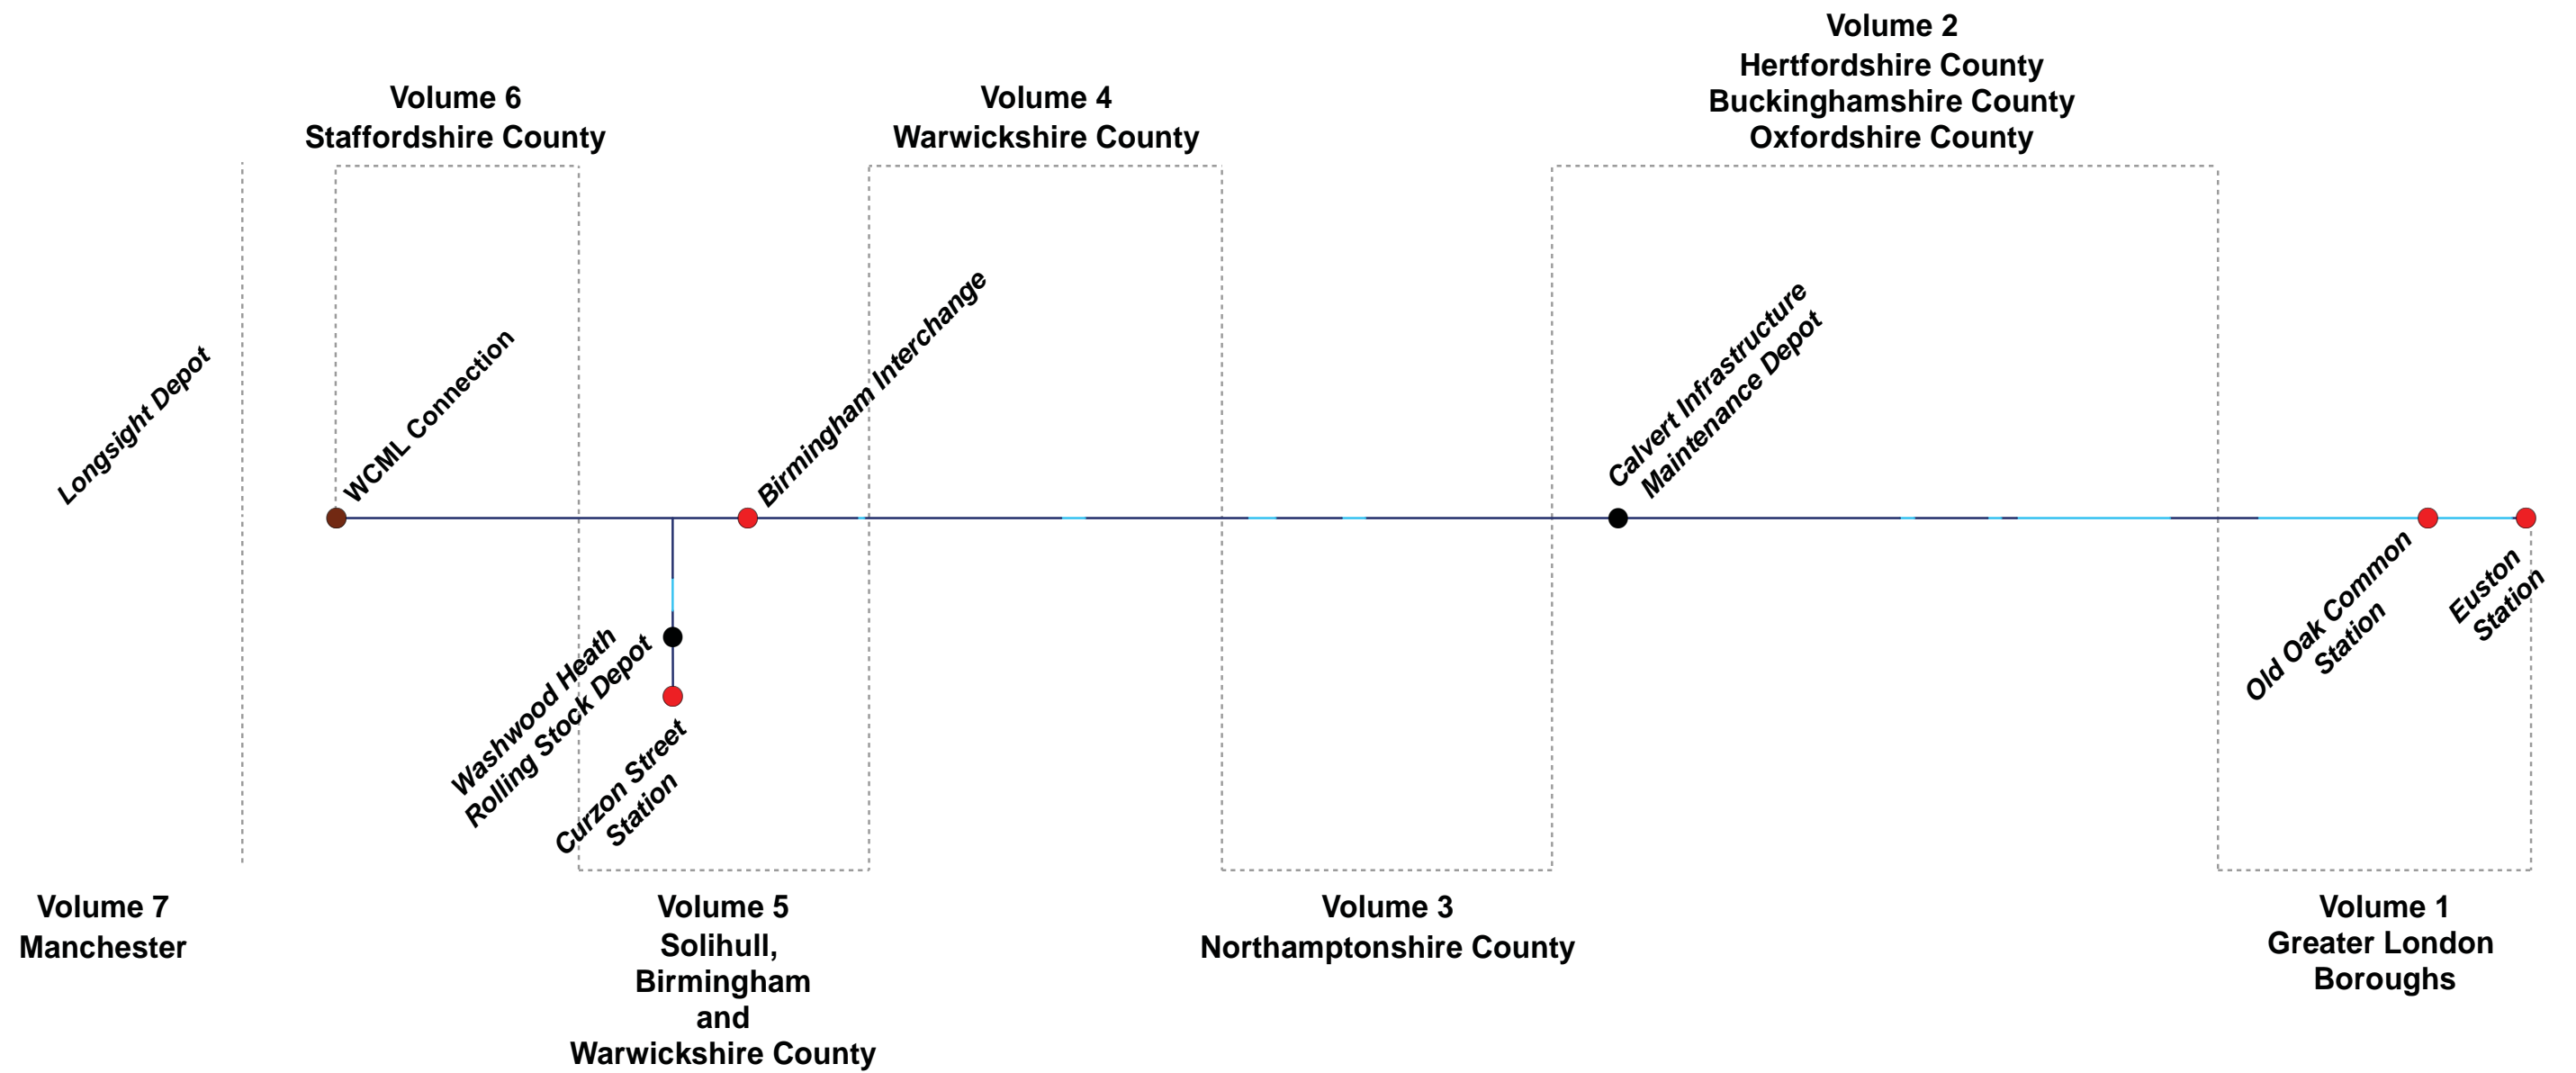 Volume 2
Hertfordshire County
Buckinghamshire County
Oxfordshire County
Volume 6
Staffordshire County
Volume 4
Warwickshire County
Longsight Depot
WCML Connection
Birmingham Interchange
Calvert Infrastructure
Maintenance Depot
Old Oak Common
Station
Euston
Station
Washwood Heath
Rolling Stock Depot
Curzon Street
Station
Volume 7
Manchester
Volume 5
Solihull,
Birmingham
and
Warwickshire County
Volume 3
Northamptonshire County
Volume 1
Greater London
Boroughs